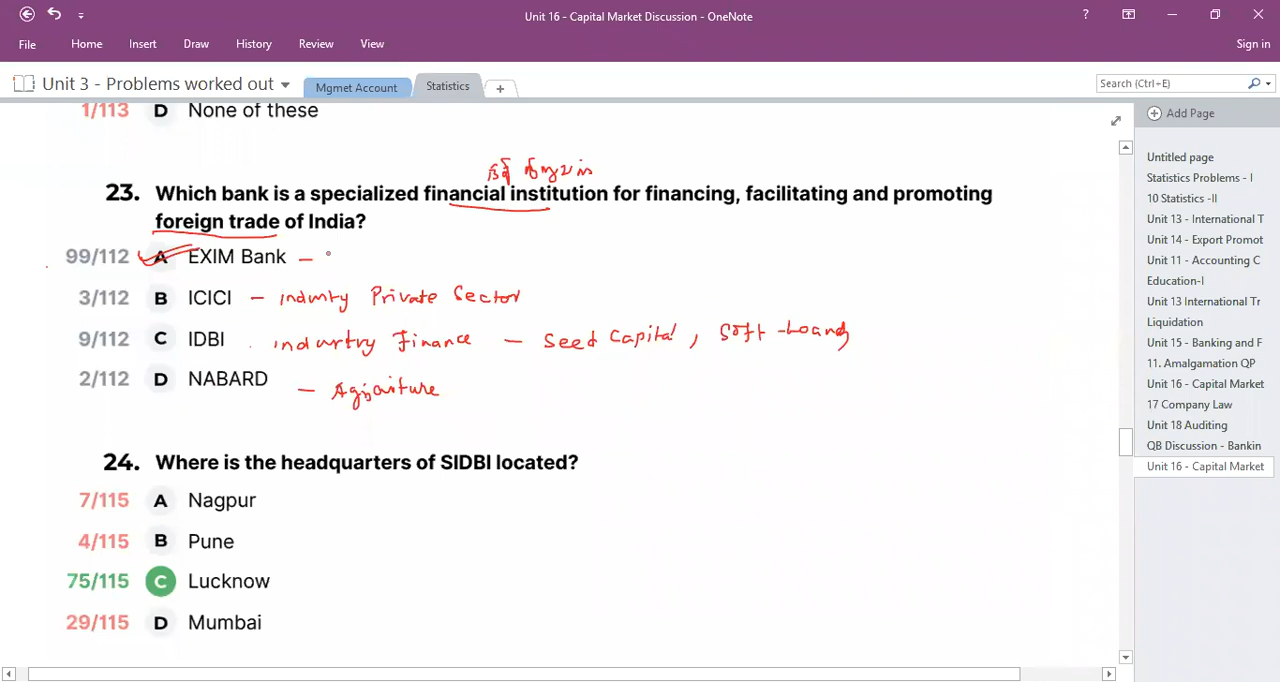 Unit 16 - Capital Market Discussion - OneNote
?
File Home Insert Draw History Review View Sign in
Unit 3 - Problems worked out Mgmet Account Statistics + Search (Ctrl+E)
1/113 D None of these
23. Which bank is a specialized financial institution for financing, facilitating and promoting
foreign trade of India?
99/112 A EXIM Bank –
3/112 B ICICI – Industry Private Sector
9/112 C IDBI Industry Finance – Seed Capital, Soft-Loans
2/112 D NABARD –
24. Where is the headquarters of SIDBI located?
7/115 A Nagpur
4/115 B Pune
75/115 C Lucknow
29/115 D Mumbai
Add Page
Untitled page
Statistics Problems - I
10 Statistics -II
Unit 13 - International T
Unit 14 - Export Promot
Unit 11 - Accounting C
Education-I
Unit 13 International Tr
Liquidation
Unit 15 - Banking and F
11. Amalgamation QP
Unit 16 - Capital Market
17 Company Law
Unit 18 Auditing
QB Discussion - Bankin
Unit 16 - Capital Market